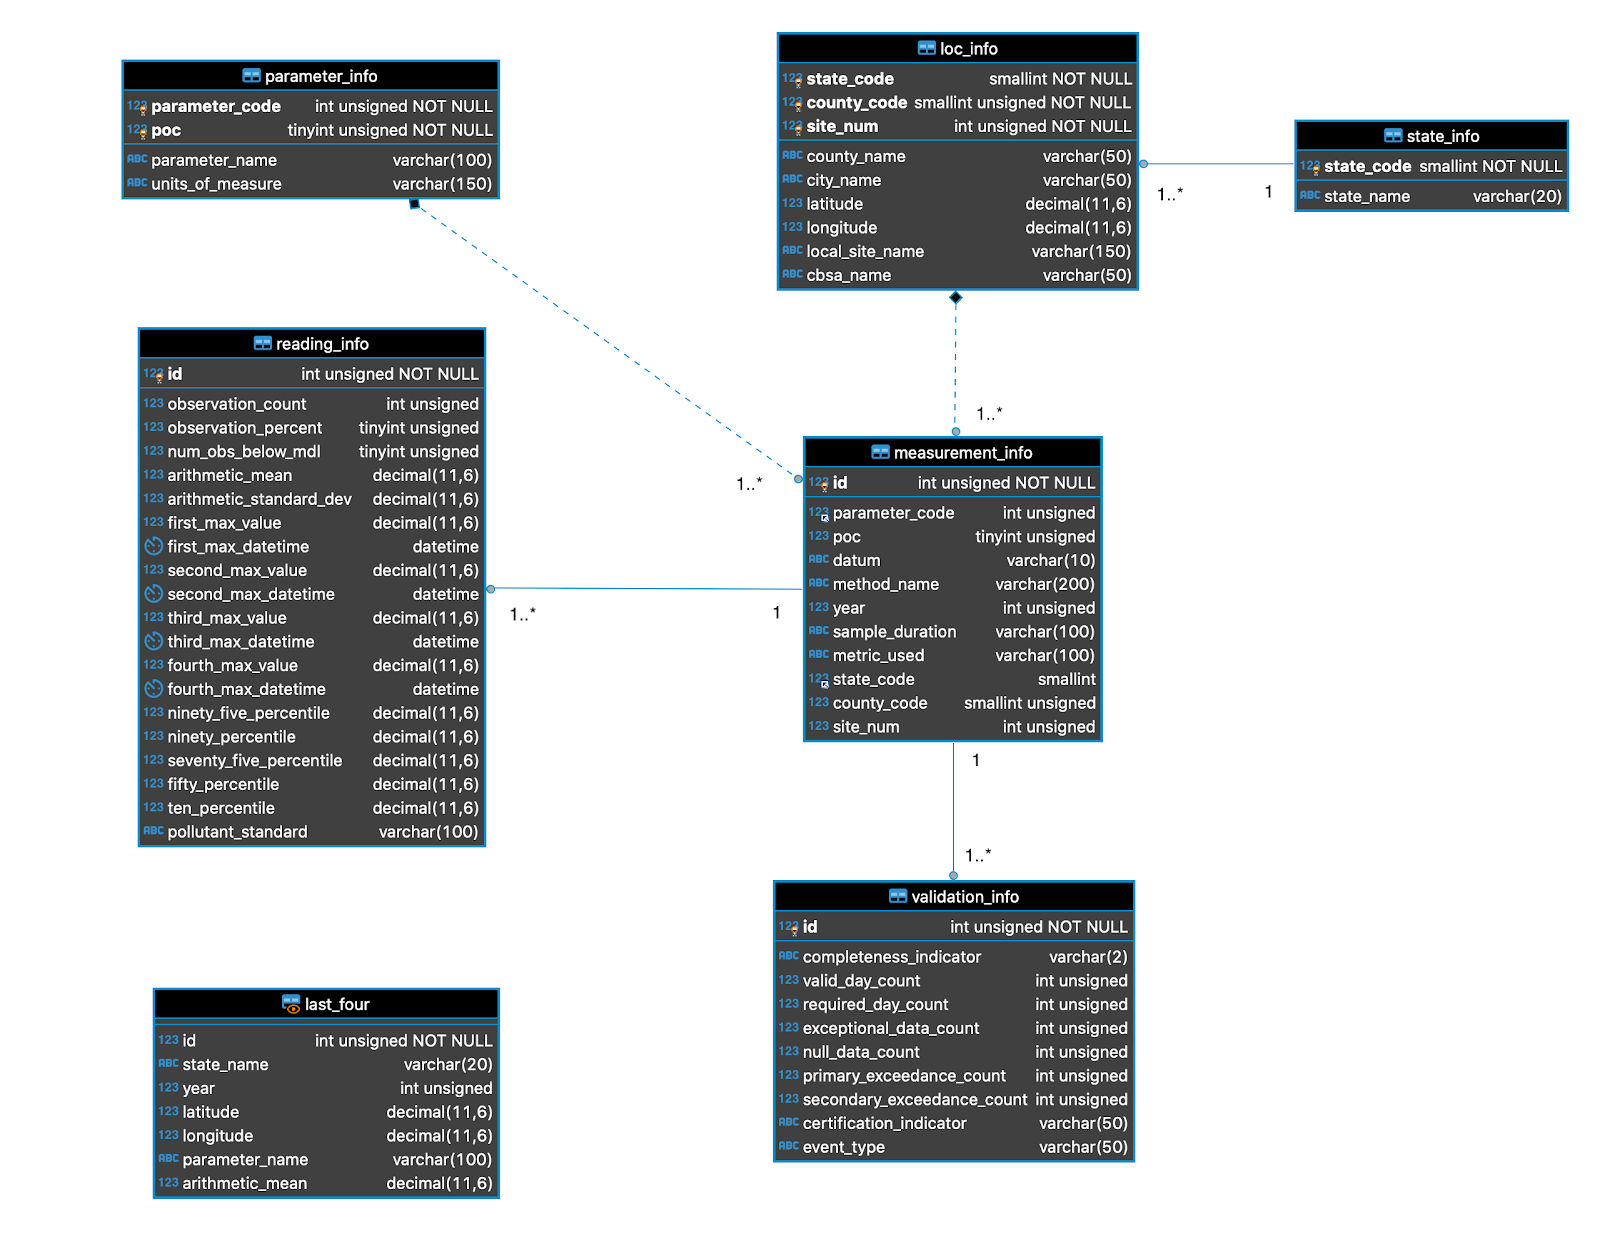 parameter_info
123 parameter_code int unsigned NOT NULL
123 poc tinyint unsigned NOT NULL
ABC parameter_name varchar(100)
ABC units_of_measure varchar(150)
loc_info
123 state_code smallint NOT NULL
123 county_code smallint unsigned NOT NULL
123 site_num int unsigned NOT NULL
ABC county_name varchar(50)
ABC city_name varchar(50)
123 latitude decimal(11,6)
123 longitude decimal(11,6)
ABC local_site_name varchar(150)
ABC cbsa_name varchar(50)
state_info
123 state_code smallint NOT NULL
ABC state_name varchar(20)
1..*
1
reading_info
123 id int unsigned NOT NULL
123 observation_count int unsigned
123 observation_percent tinyint unsigned
123 num_obs_below_mdl tinyint unsigned
123 arithmetic_mean decimal(11,6)
123 arithmetic_standard_dev decimal(11,6)
123 first_max_value decimal(11,6)
first_max_datetime datetime
123 second_max_value decimal(11,6)
second_max_datetime datetime
123 third_max_value decimal(11,6)
third_max_datetime datetime
123 fourth_max_value decimal(11,6)
fourth_max_datetime datetime
123 ninety_five_percentile decimal(11,6)
123 ninety_percentile decimal(11,6)
123 seventy_five_percentile decimal(11,6)
123 fifty_percentile decimal(11,6)
123 ten_percentile decimal(11,6)
ABC pollutant_standard varchar(100)
1..*
1..*
1..*
1
measurement_info
123 id int unsigned NOT NULL
123 parameter_code int unsigned
123 poc tinyint unsigned
ABC datum varchar(10)
ABC method_name varchar(200)
123 year int unsigned
ABC sample_duration varchar(100)
ABC metric_used varchar(100)
123 state_code smallint
123 county_code smallint unsigned
123 site_num int unsigned
1
1..*
validation_info
123 id int unsigned NOT NULL
ABC completeness_indicator varchar(2)
123 valid_day_count int unsigned
123 required_day_count int unsigned
123 exceptional_data_count int unsigned
123 null_data_count int unsigned
123 primary_exceedance_count int unsigned
123 secondary_exceedance_count int unsigned
ABC certification_indicator varchar(50)
ABC event_type varchar(50)
last_four
123 id int unsigned NOT NULL
ABC state_name varchar(20)
123 year int unsigned
123 latitude decimal(11,6)
123 longitude decimal(11,6)
ABC parameter_name varchar(100)
123 arithmetic_mean decimal(11,6)